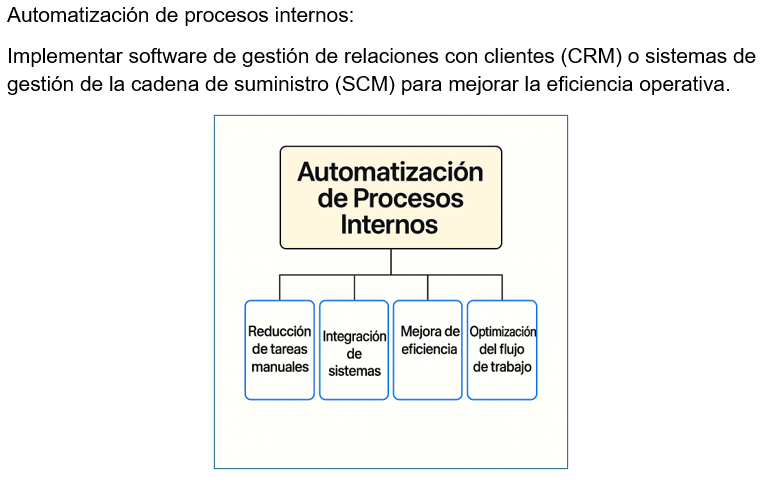 Automatización de procesos internos:
Implementar software de gestión de relaciones con clientes (CRM) o sistemas de
gestión de la cadena de suministro (SCM) para mejorar la eficiencia operativa.
Automatización
de Procesos
Internos
Reducción
de tareas
manuales
Integración
de
sistemas
Mejora de
eficiencia
Optimización
del flujo
de trabajo